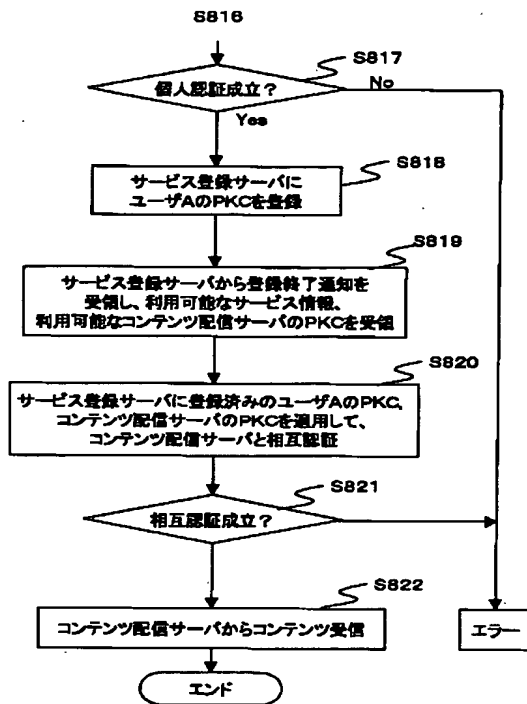 S816
S817
個人認証成立？
No
Yes
S818
サービス登録サーバに
ユーザAのPKCを登録
S819
サービス登録サーバから登録終了通知を
受領し、利用可能なサービス情報、
利用可能なコンテンツ配信サーバのPKCを受領
S820
サービス登録サーバに登録済みのユーザAのPKC,
コンテンツ配信サーバのPKCを適用して、
コンテンツ配信サーバと相互認証
S821
相互認証成立？
S822
コンテンツ配信サーバからコンテンツ受信
エラー
エンド